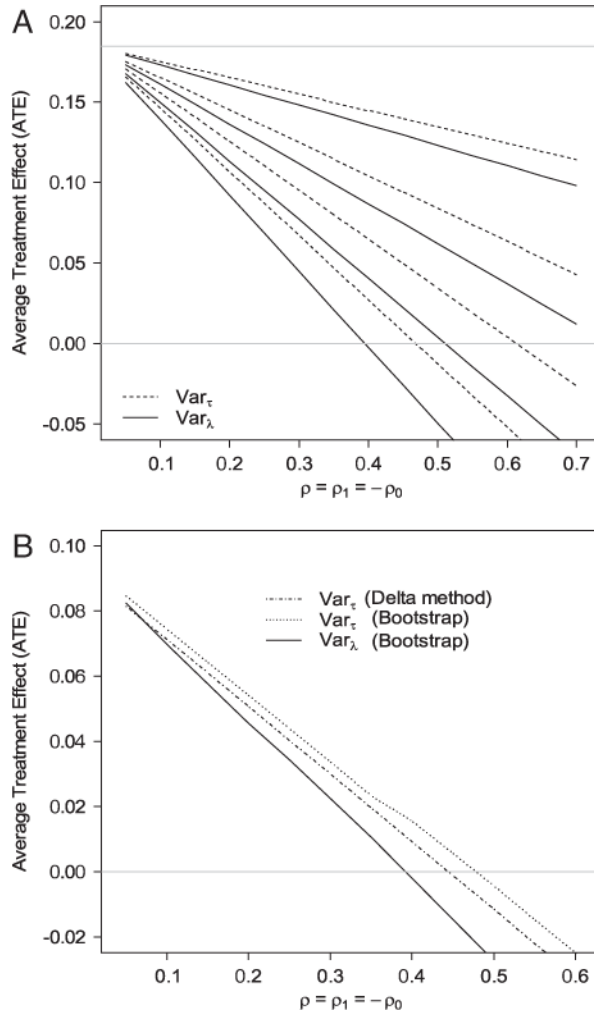 A
Average Treatment Effect (ATE)
0.20
0.15
0.10
0.05
0.00
-0.05
Varτ
Varλ
0.1 0.2 0.3 0.4 0.5 0.6 0.7
ρ = ρ1 = −ρ0
B
Average Treatment Effect (ATE)
0.10
0.08
0.06
0.04
0.02
0.00
-0.02
Varτ (Delta method)
Varτ (Bootstrap)
Varλ (Bootstrap)
0.1 0.2 0.3 0.4 0.5 0.6
ρ = ρ1 = −ρ0